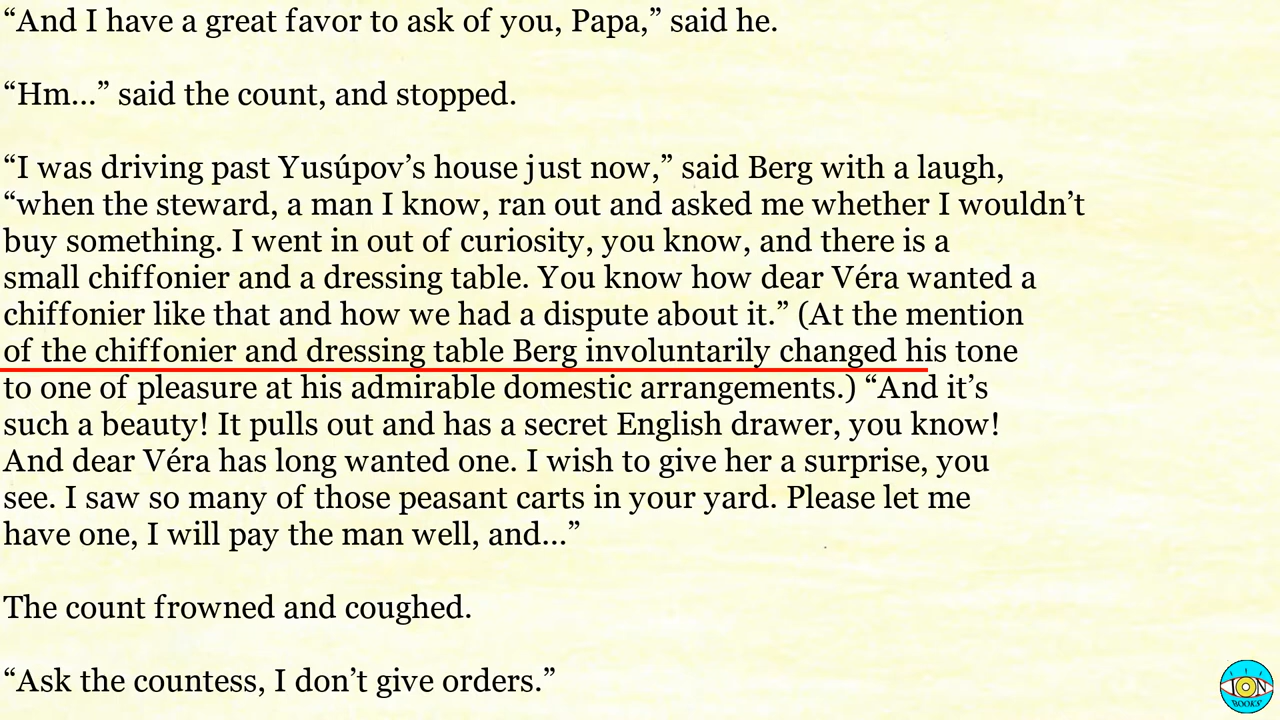 “And I have a great favor to ask of you, Papa,” said he.
“Hm...” said the count, and stopped.
“I was driving past Yusúpov’s house just now,” said Berg with a laugh,
“when the steward, a man I know, ran out and asked me whether I wouldn’t
buy something. I went in out of curiosity, you know, and there is a
small chiffonier and a dressing table. You know how dear Véra wanted a
chiffonier like that and how we had a dispute about it.” (At the mention
of the chiffonier and dressing table Berg involuntarily changed his tone
to one of pleasure at his admirable domestic arrangements.) “And it’s
such a beauty! It pulls out and has a secret English drawer, you know!
And dear Véra has long wanted one. I wish to give her a surprise, you
see. I saw so many of those peasant carts in your yard. Please let me
have one, I will pay the man well, and...”
The count frowned and coughed.
“Ask the countess, I don’t give orders.”
ION
BOOKS